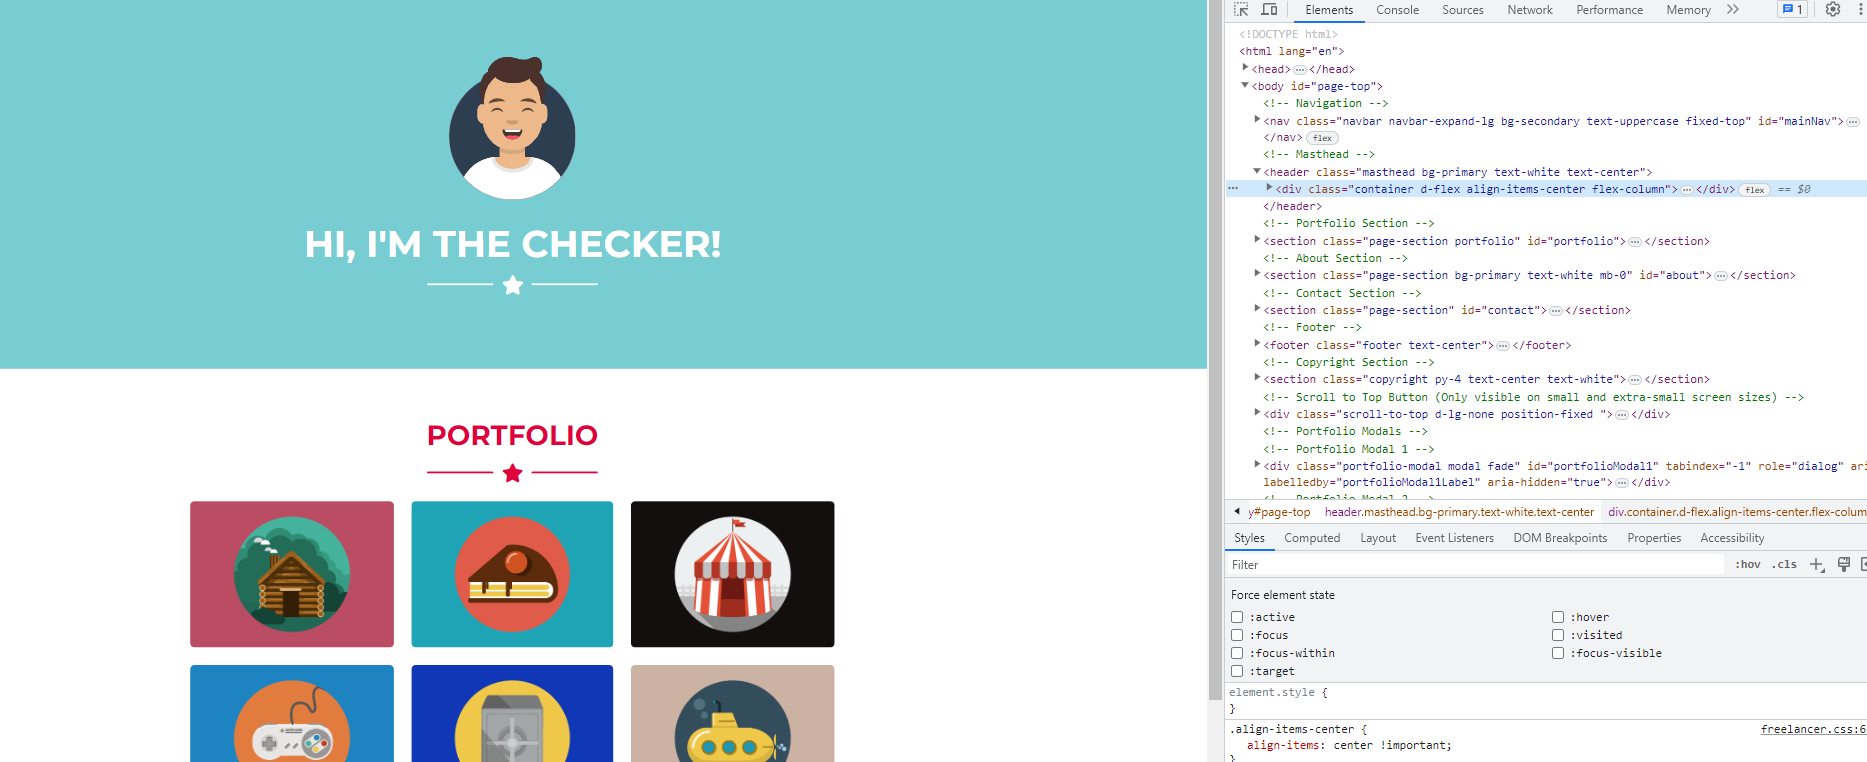 HI, I'M THE CHECKER!
PORTFOLIO
Elements Console Sources Network Performance Memory 1
<!DOCTYPE html>
<html lang="en">
<head> </head>
<body id="page-top">
<!-- Navigation -->
<nav class="navbar navbar-expand-lg bg-secondary text-uppercase fixed-top" id="mainNav">
</nav> flex
<!-- Masthead -->
<header class="masthead bg-primary text-white text-center">
<div class="container d-flex align-items-center flex-column"> </div> flex == $0
</header>
<!-- Portfolio Section -->
<section class="page-section portfolio" id="portfolio"> </section>
<!-- About Section -->
<section class="page-section bg-primary text-white mb-0" id="about"> </section>
<!-- Contact Section -->
<section class="page-section" id="contact"> </section>
<!-- Footer -->
<footer class="footer text-center"> </footer>
<!-- Copyright Section -->
<section class="copyright py-4 text-center text-white"> </section>
<!-- Scroll to Top Button (Only visible on small and extra-small screen sizes) -->
<div class="scroll-to-top d-lg-none position-fixed "> </div>
<!-- Portfolio Modals -->
<!-- Portfolio Modal 1 -->
<div class="portfolio-modal modal fade" id="portfolioModal1" tabindex="-1" role="dialog" ari
labelledby="portfolioModal1Label" aria-hidden="true"> </div>
<!-- Portfolio Modal 2 -->
y#page-top header.masthead.bg-primary.text-white.text-center div.container.d-flex.align-items-center.flex-colum
Styles Computed Layout Event Listeners DOM Breakpoints Properties Accessibility
Filter :hov .cls
Force element state
:active :hover
:focus :visited
:focus-within :focus-visible
:target
element.style {
}
.align-items-center { freelancer.css:6
align-items: center !important;
}